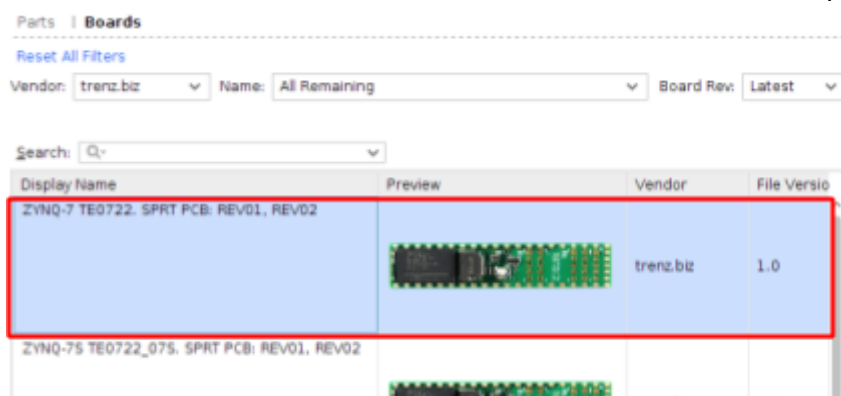 Parts | Boards
Reset All Filters
Vendor: trenz.biz Name: All Remaining Board Rev: Latest
Search: Q-
Display Name Preview Vendor File Versio
ZYNQ-7 TE0722. SPRT PCB: REV01, REV02
trenz.biz 1.0
ZYNQ-7S TE0722_07S. SPRT PCB: REV01, REV02